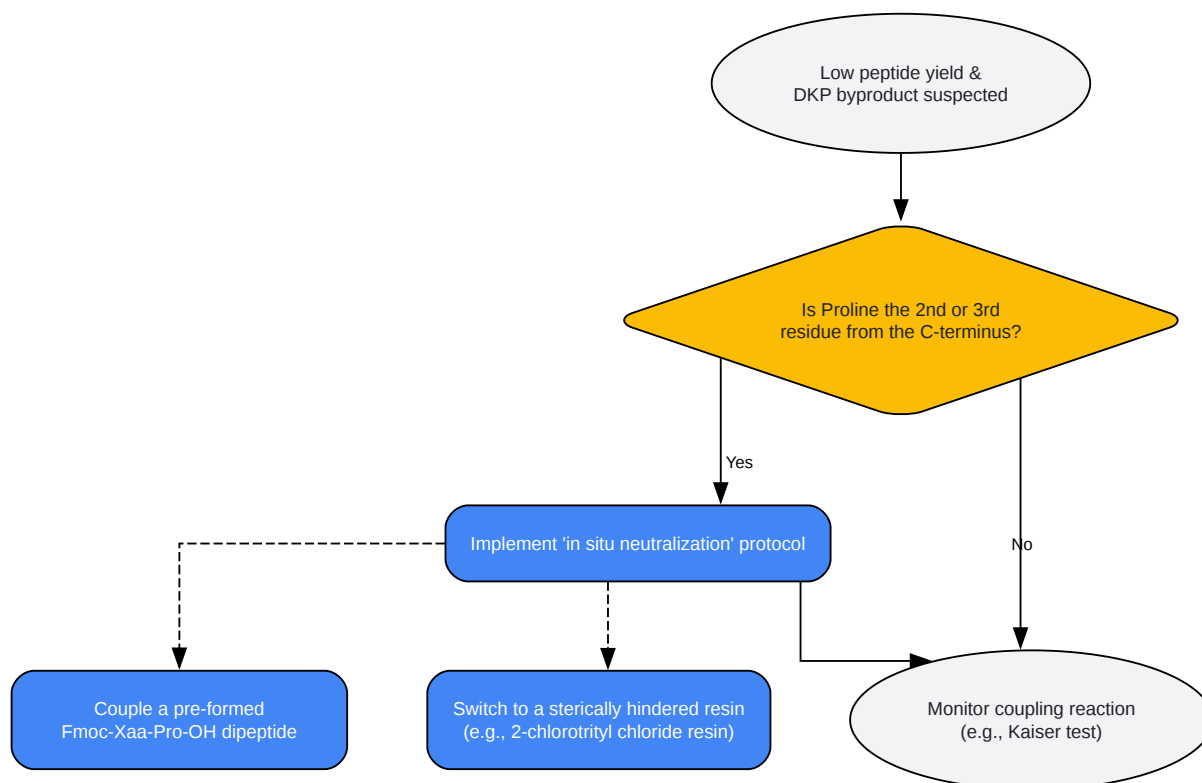 Low peptide yield &
DKP byproduct suspected
Is Proline the 2nd or 3rd
residue from the C-terminus?
Yes
No
Implement 'in situ neutralization' protocol
Couple a pre-formed
Fmoc-Xaa-Pro-OH dipeptide
Switch to a sterically hindered resin
(e.g., 2-chlorotrityl chloride resin)
Monitor coupling reaction
(e.g., Kaiser test)